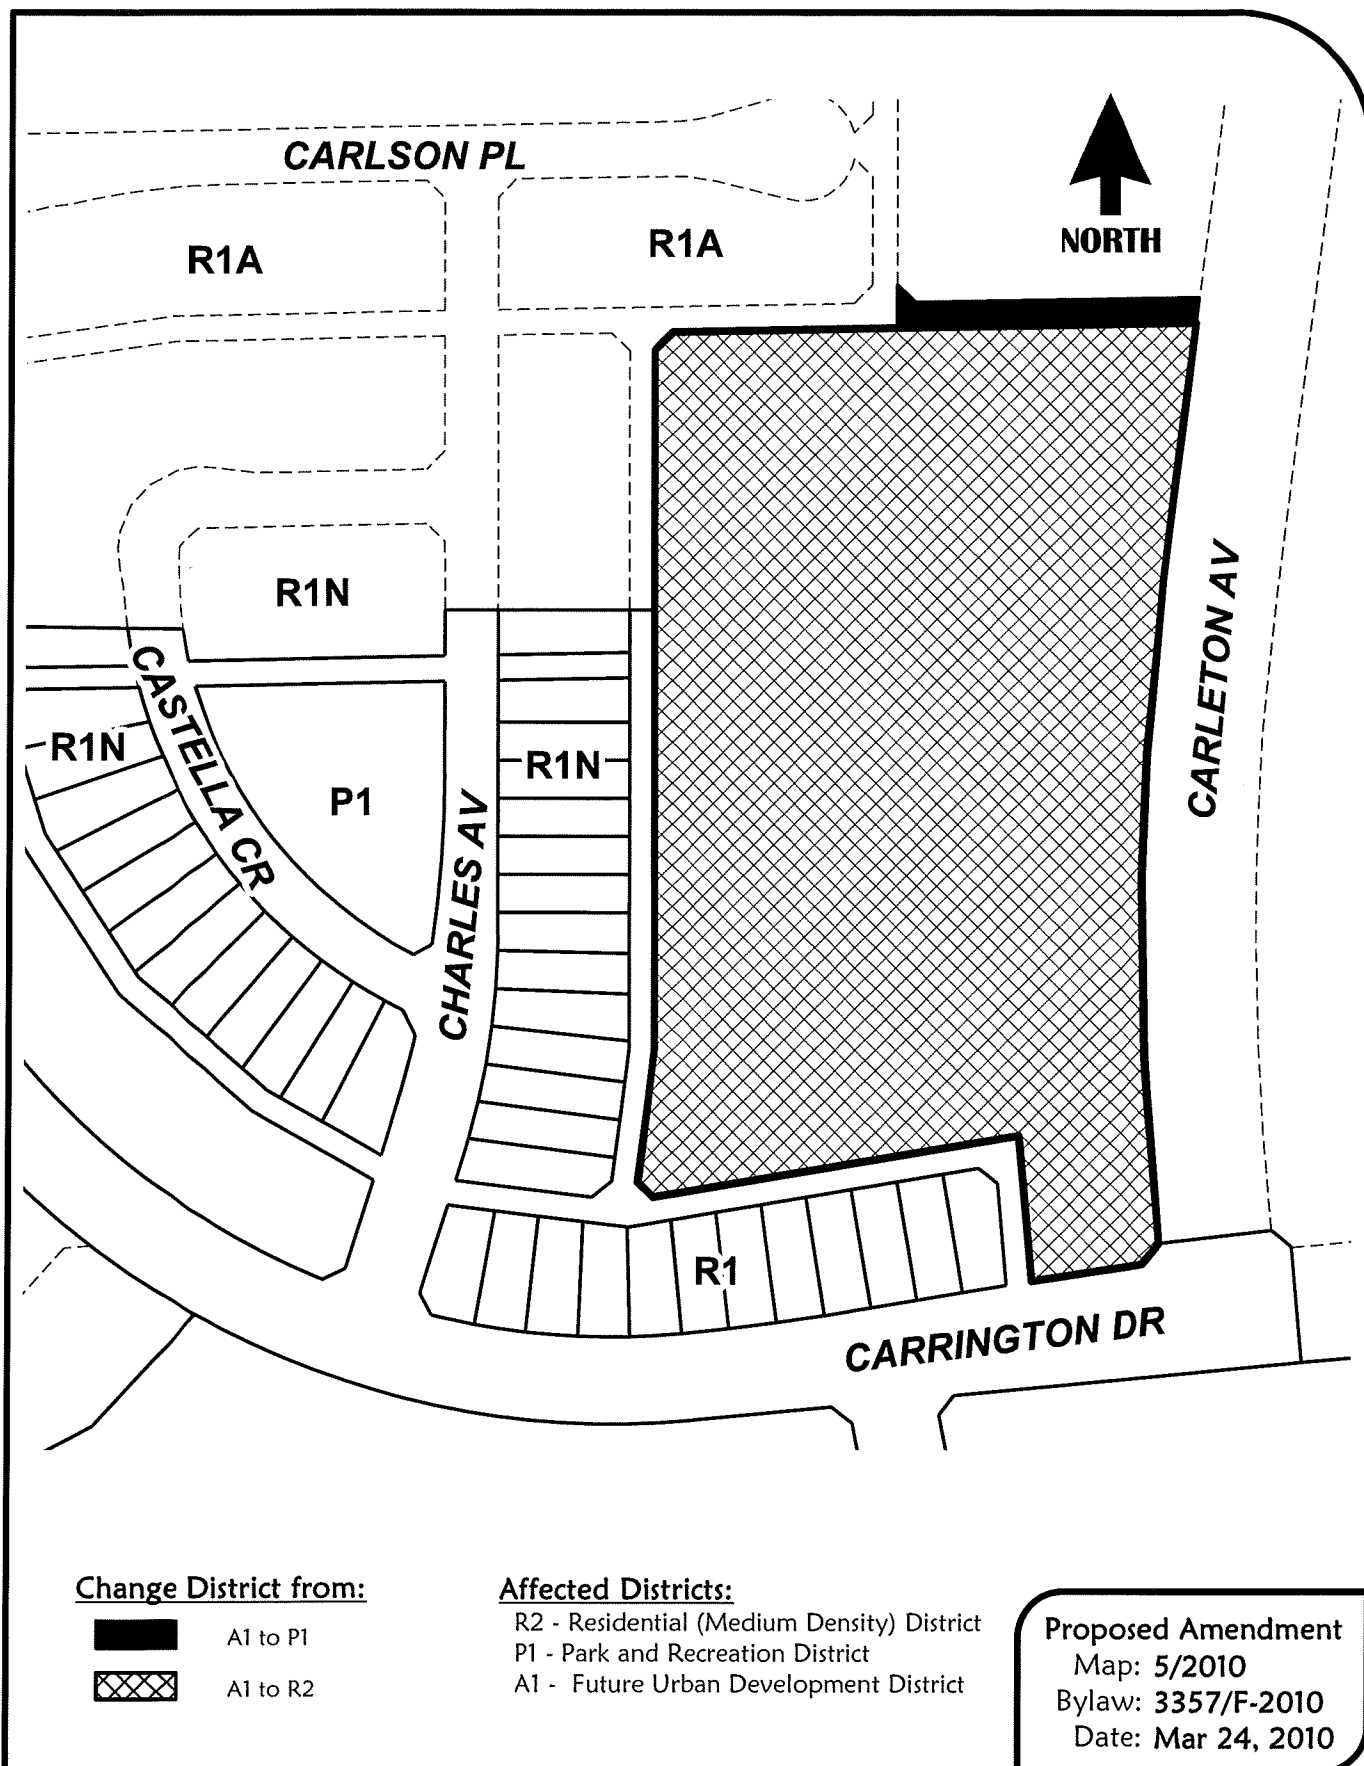 CARLSON PL
R1A
R1A
NORTH
R1N
CARLETON AV
CASTELLA CR
R1N
R1N
P1
CHARLES AV
R1
CARRINGTON DR
Change District from:
A1 to P1
A1 to R2
Affected Districts:
R2 - Residential (Medium Density) District
P1 - Park and Recreation District
A1 - Future Urban Development District
Proposed Amendment
Map: 5/2010
Bylaw: 3357/F-2010
Date: Mar 24, 2010